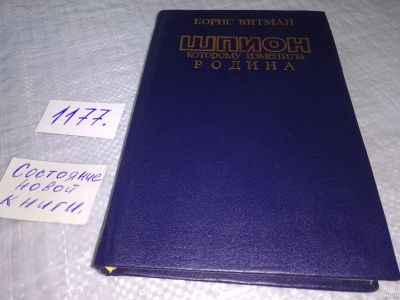 БОРИС ВИТМАН
ШПИОН
которому изменила
РОДИНА
1177.
Состояние
новой
книги.